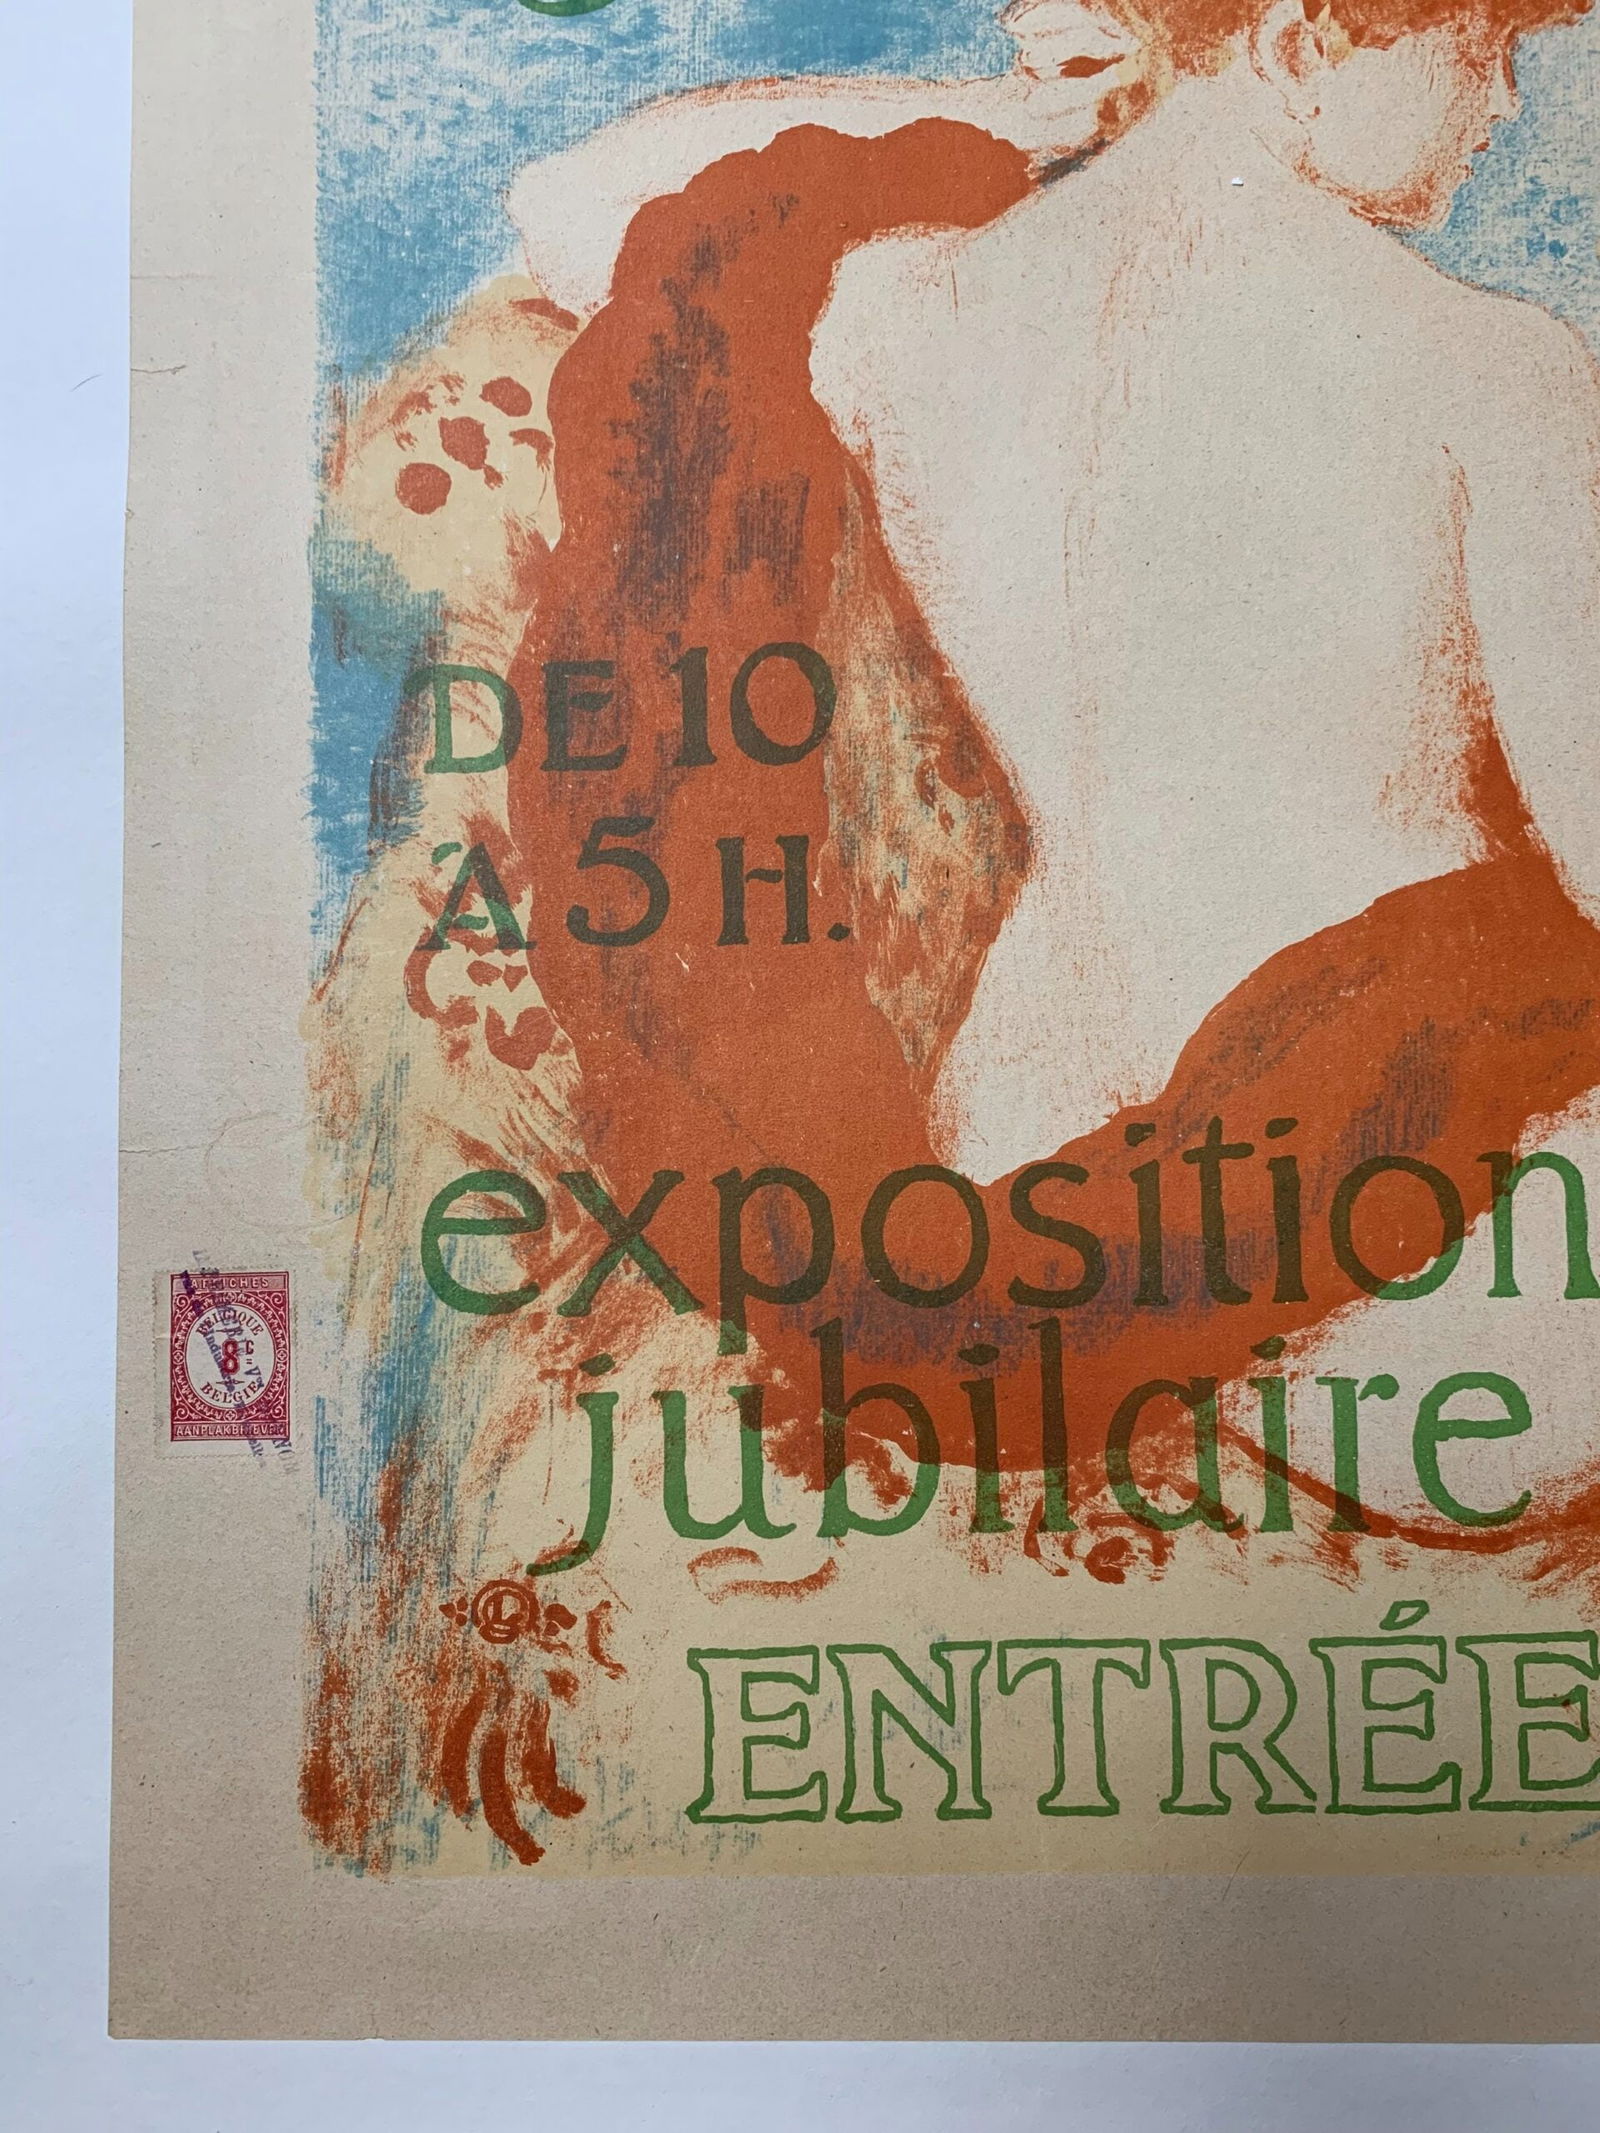 DE 10
A 5 H.
exposition
jubilaire
ENTRÉE
AFFICHES
BELGIQUE
8 C
BELGIE
AANPLAKBRIEVEN